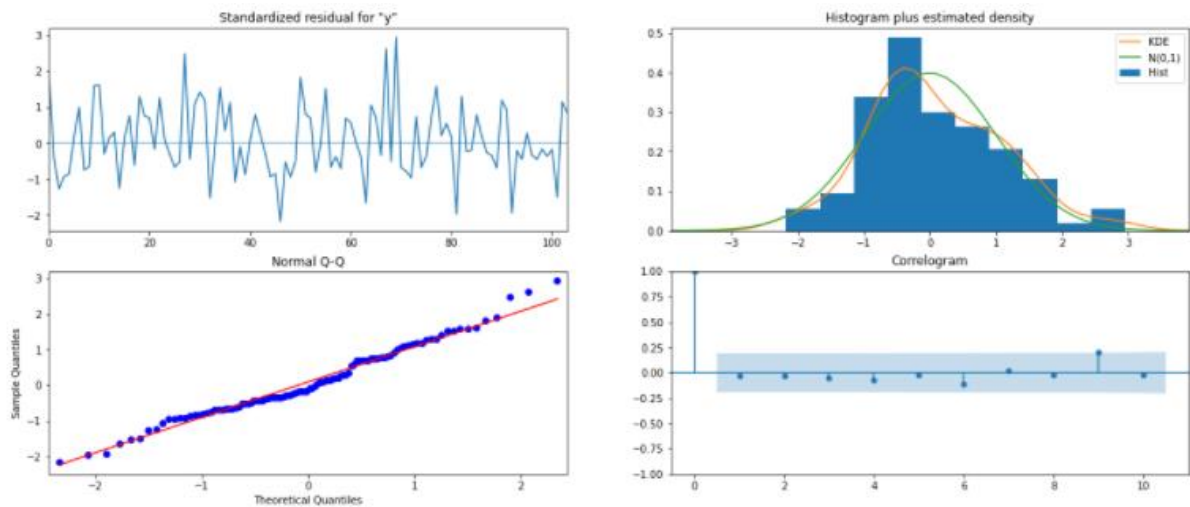 Standardized residual for "y"
3
2
1
0
-1
-2
0 20 40 60 80 100
Histogram plus estimated density
0.5
0.4
0.3
0.2
0.1
0.0
KDE
N(0,1)
Hist
-3 -2 -1 0 1 2 3
Normal Q-Q
Sample Quantiles
3
2
1
0
-1
-2
-2 -1 0 1 2
Theoretical Quantiles
Correlogram
1.00
0.75
0.50
0.25
0.00
-0.25
-0.50
-0.75
-1.00
0 2 4 6 8 10